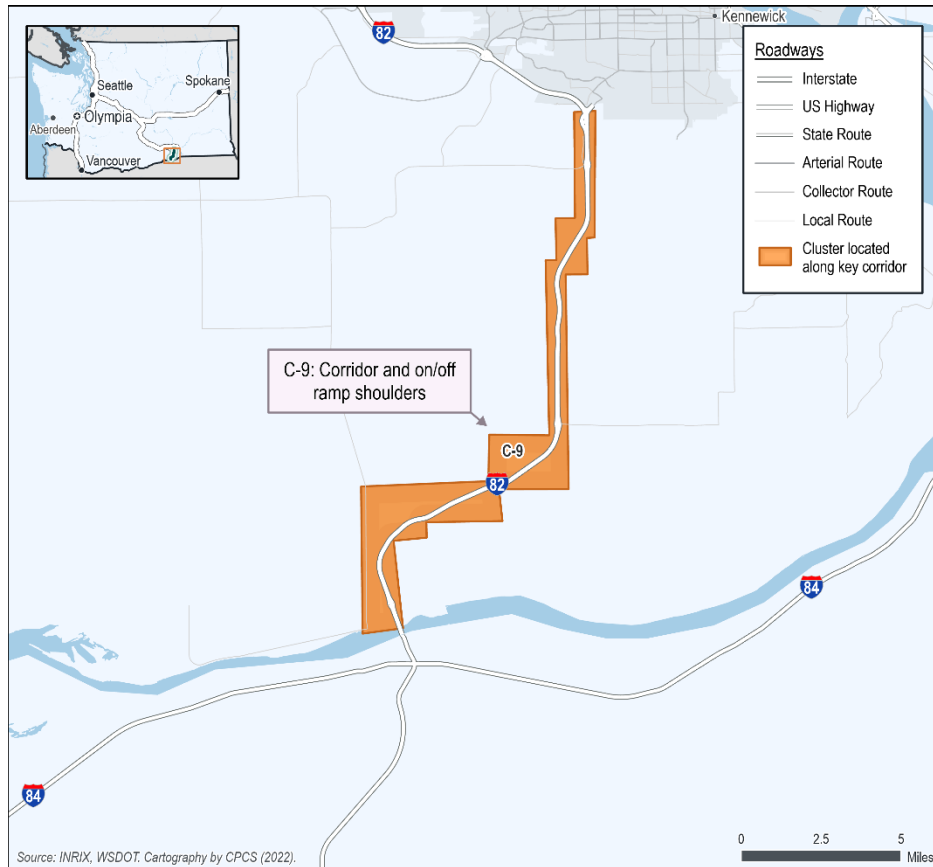 Kennewick
82
Seattle
Spokane
Olympia
Aberdeen
Vancouver
Roadways
Interstate
US Highway
State Route
Arterial Route
Collector Route
Local Route
Cluster located
along key corridor
C-9: Corridor and on/off
ramp shoulders
C-9
82
84
84
0 2.5 5
Miles
Source: INRIX, WSDOT. Cartography by CPCS (2022).